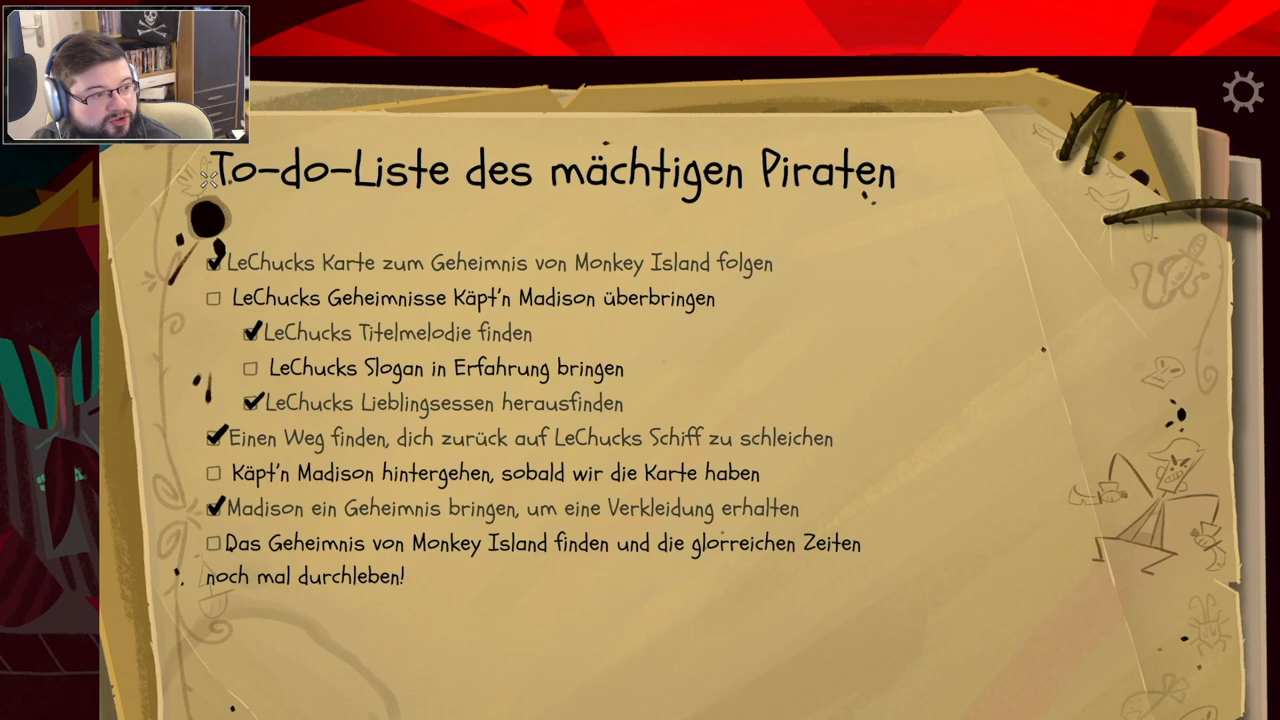 To-do-Liste des mächtigen Piraten
LeChucks Karte zum Geheimnis von Monkey Island folgen
LeChucks Geheimnisse Käpt'n Madison überbringen
LeChucks Titelmelodie finden
LeChucks Slogan in Erfahrung bringen
LeChucks Lieblingsessen herausfinden
Einen Weg finden, dich zurück auf LeChucks Schiff zu schleichen
Käpt'n Madison hintergehen, sobald wir die Karte haben
Madison ein Geheimnis bringen, um eine Verkleidung erhalten
Das Geheimnis von Monkey Island finden und die glorreichen Zeiten
noch mal durchleben!